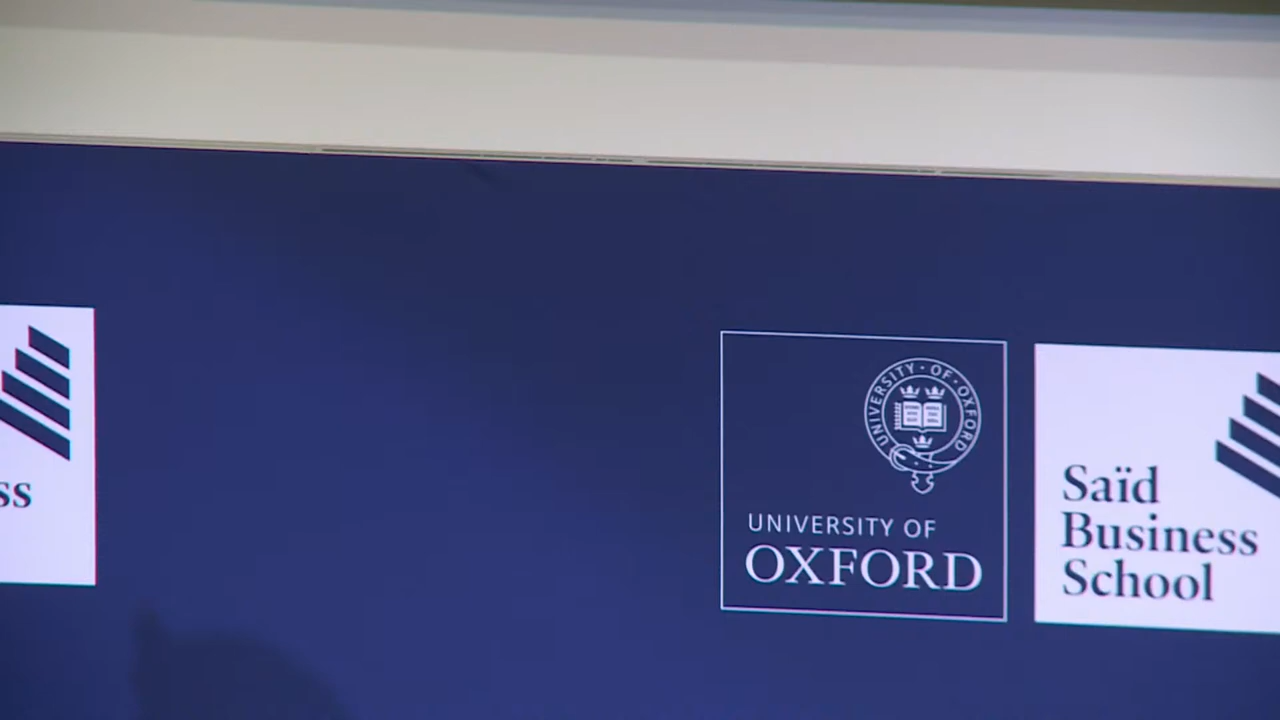 ss
UNIVERSITY · OF · OXFORD
UNIVERSITY OF
OXFORD
Saïd
Business
School